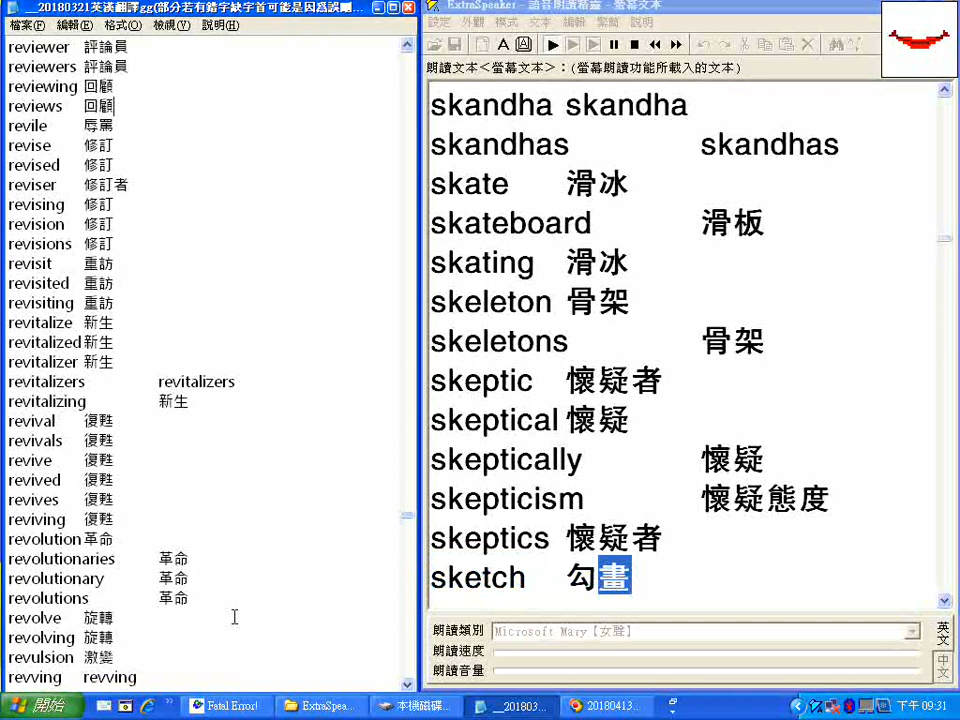 __20180321英漢翻譯gg(部分若有錯字缺字首可能是因爲誤刪...
檔案(F) 編輯(E) 格式(O) 檢視(V) 說明(H)
reviewer 評論員
reviewers 評論員
reviewing 回顧
reviews 回顧
revile 辱罵
revise 修訂
revised 修訂
reviser 修訂者
revising 修訂
revision 修訂
revisions 修訂
revisit 重訪
revisited 重訪
revisiting 重訪
revitalize 新生
revitalized 新生
revitalizer 新生
revitalizers revitalizers
revitalizing 新生
revival 復甦
revivals 復甦
revive 復甦
revived 復甦
revives 復甦
reviving 復甦
revolution 革命
revolutionaries 革命
revolutionary 革命
revolutions 革命
revolve 旋轉
revolving 旋轉
revulsion 激變
revving revving
ExtraSpeaker - 語音朗讀精靈 - 螢幕文本
設定 外觀 模式 文本 編輯 繁簡 說明
朗讀文本<螢幕文本>：(螢幕朗讀功能所載入的文本)
skandha skandha
skandhas skandhas
skate 滑冰
skateboard 滑板
skating 滑冰
skeleton 骨架
skeletons 骨架
skeptic 懷疑者
skeptical 懷疑
skeptically 懷疑
skepticism 懷疑態度
skeptics 懷疑者
sketch 勾畫
朗讀類別 Microsoft Mary【女聲】
朗讀速度
朗讀音量
英文
中文
開始 Fatal Error! ExtraSpea... 本機磁碟... __201803... 20180413... 下午 09:31